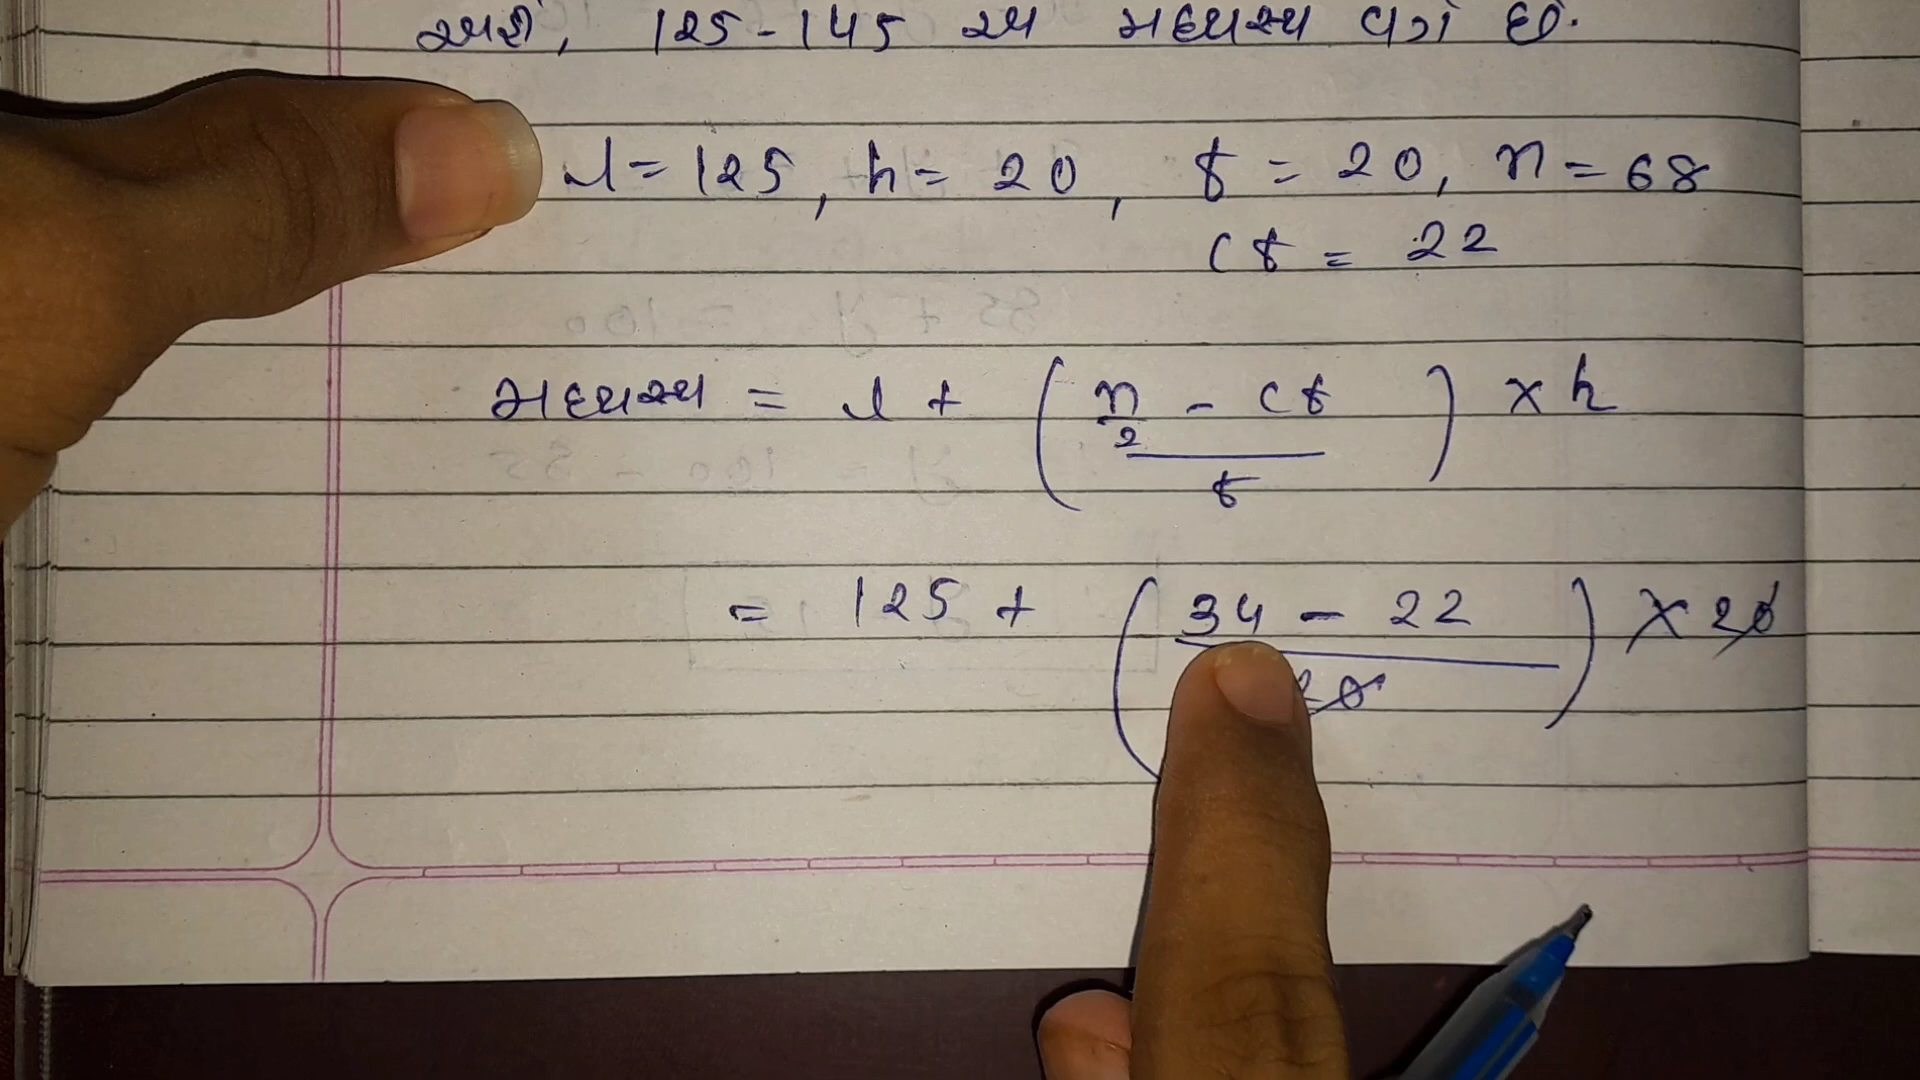 આમ, 125 - 145 એ મધ્યસ્થ વર્ગ છે.
l = 125, h = 20, f = 20, n = 68
cf = 22
મધ્યસ્થ = l + ( n/2 - cf / f ) × h
= 125 + ( 34 - 22 / 20 ) × 20